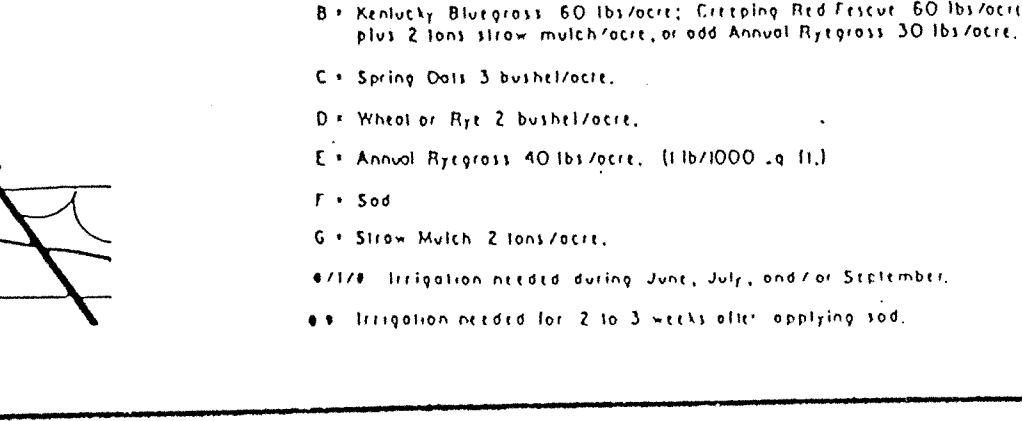 B = Kentucky Bluegrass 60 lbs/acre; Creeping Red Fescue 60 lbs/acre
plus 2 tons straw mulch/acre, or add Annual Ryegrass 30 lbs/acre.
C = Spring Oats 3 bushel/acre.
D = Wheat or Rye 2 bushel/acre.
E = Annual Ryegrass 40 lbs/acre. (1 lb/1000 sq ft.)
F = Sod
G = Straw Mulch 2 tons/acre.
*/1/* Irrigation needed during June, July, and/or September.
** Irrigation needed for 2 to 3 weeks after applying sod.